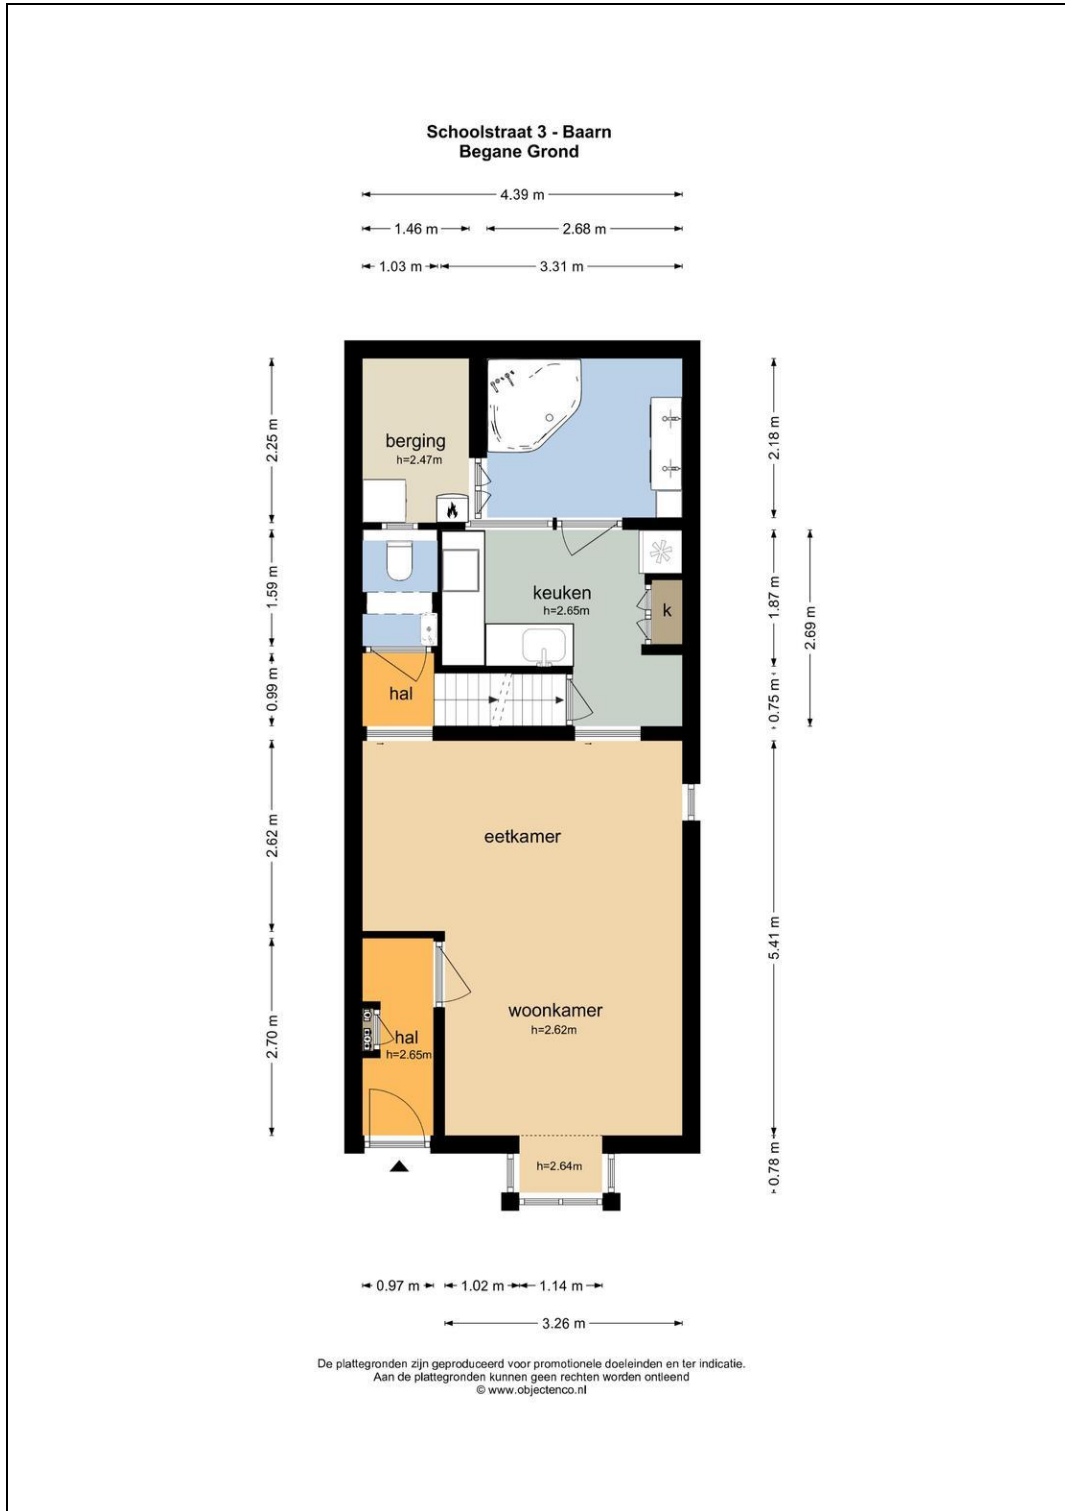 Schoolstraat 3 - Baarn
Begane Grond
4.39 m
1.46 m
2.68 m
1.03 m
3.31 m
2.25 m
2.18 m
berging
h=2.47m
1.59 m
keuken
h=2.65m
k
1.87 m
2.69 m
0.99 m
hal
0.75 m
2.62 m
eetkamer
5.41 m
2.70 m
woonkamer
h=2.62m
hal
h=2.65m
h=2.64m
0.78 m
0.97 m
1.02 m
1.14 m
3.26 m
De plattegronden zijn geproduceerd voor promotionele doeleinden en ter indicatie.
Aan de plattegronden kunnen geen rechten worden ontleend
© www.objectenco.nl